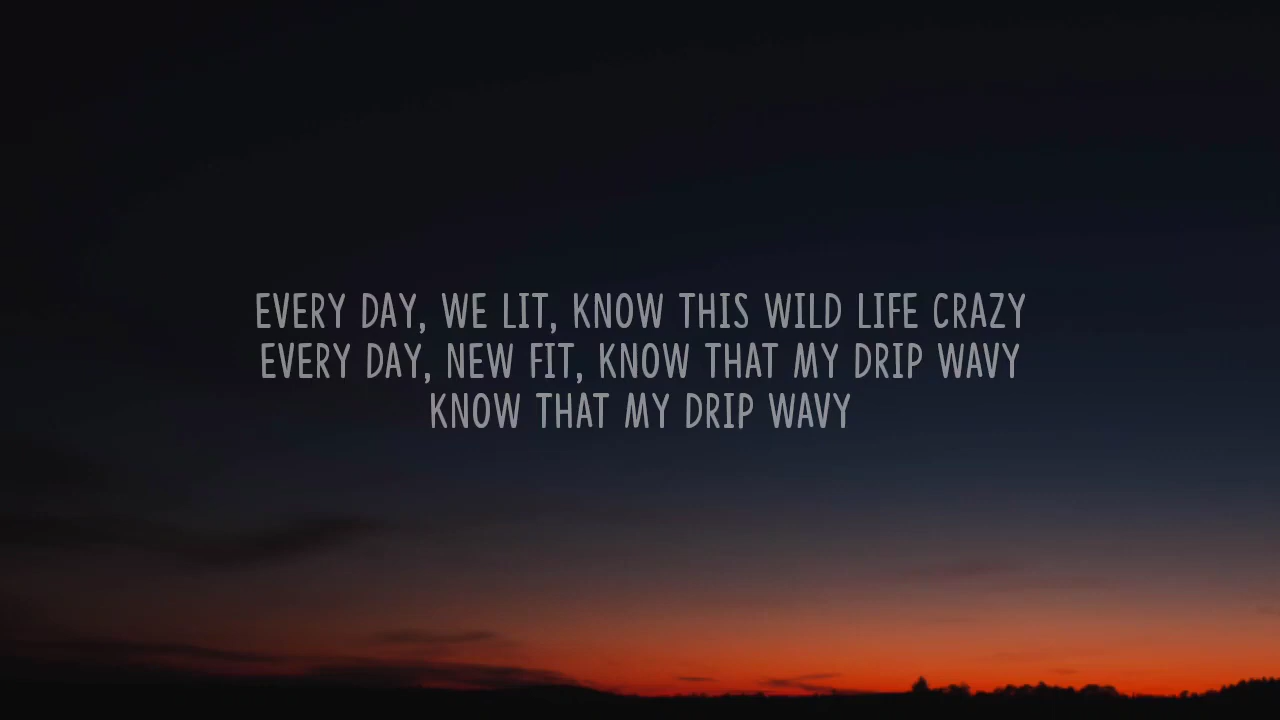 EVERY DAY, WE LIT, KNOW THIS WILD LIFE CRAZY
EVERY DAY, NEW FIT, KNOW THAT MY DRIP WAVY
KNOW THAT MY DRIP WAVY